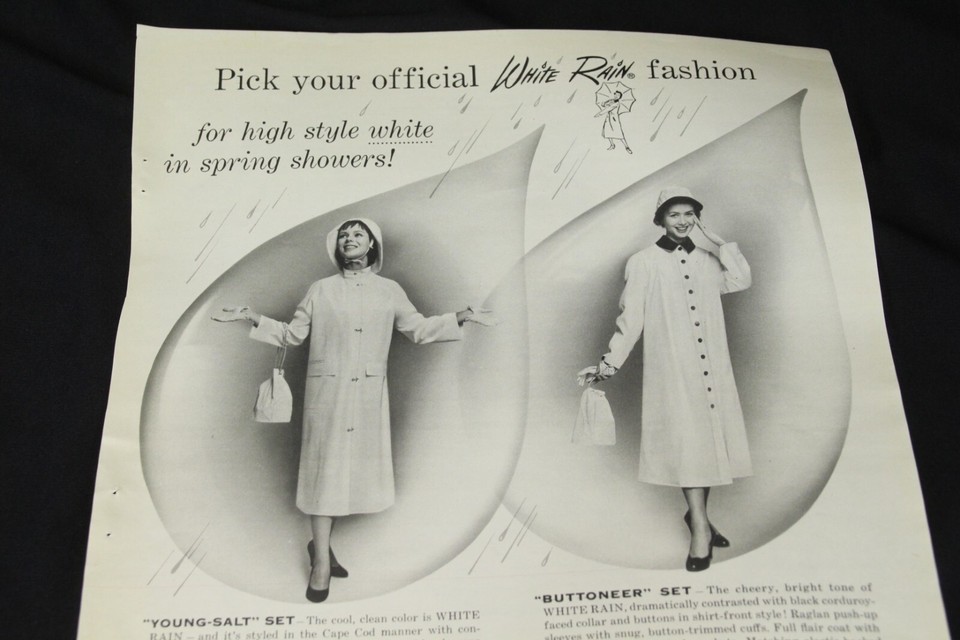 Pick your official White Rain® fashion
for high style white
in spring showers!
"YOUNG-SALT" SET—The cool, clean color is WHITE
RAIN—and it's styled in the Cape Cod manner with con-
"BUTTONEER" SET—The cheery, bright tone of
WHITE RAIN, dramatically contrasted with black corduroy-
faced collar and buttons in shirt-front style! Raglan push-up
sleeves with snug, button-trimmed cuffs. Full flair coat with